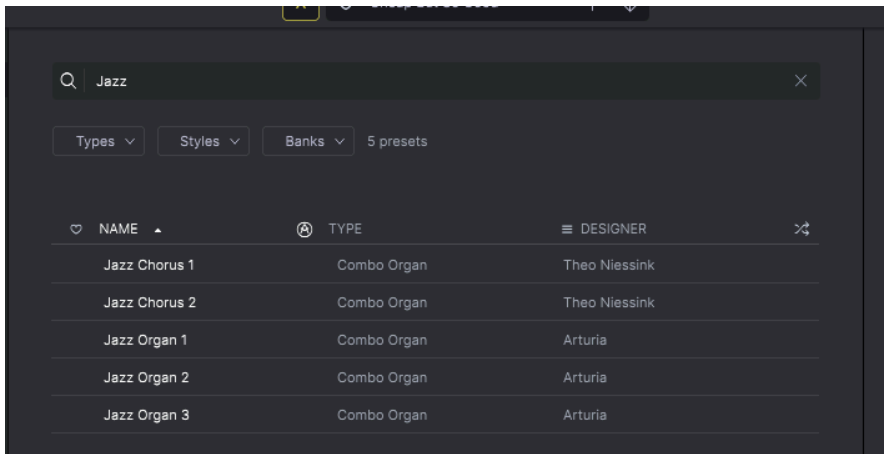 Jazz
Types Styles Banks 5 presets
NAME TYPE DESIGNER
Jazz Chorus 1 Combo Organ Theo Niessink
Jazz Chorus 2 Combo Organ Theo Niessink
Jazz Organ 1 Combo Organ Arturia
Jazz Organ 2 Combo Organ Arturia
Jazz Organ 3 Combo Organ Arturia